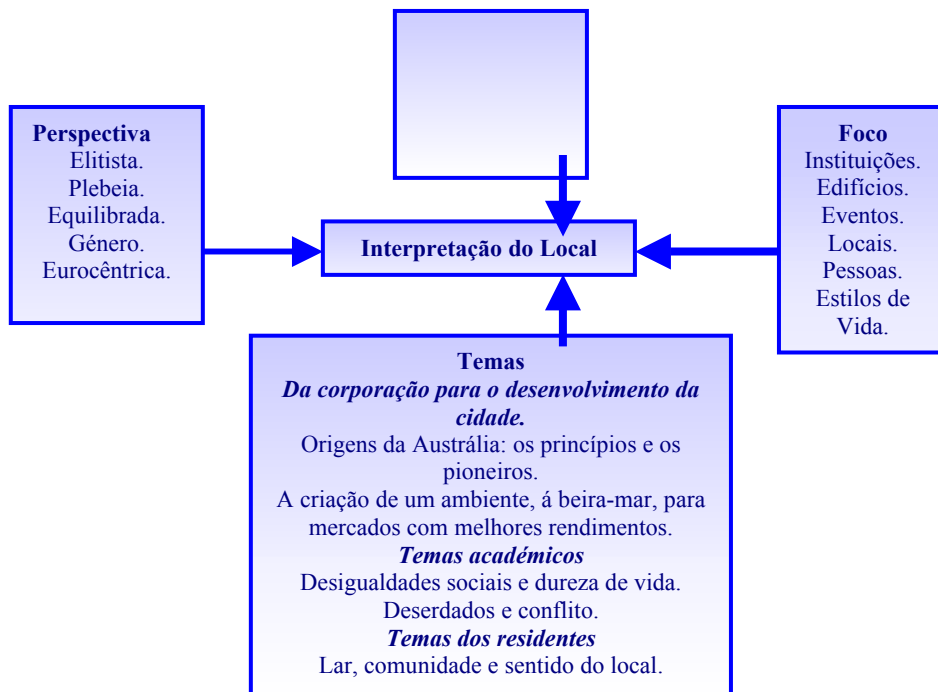 Perspectiva
Elitista.
Plebeia.
Equilibrada.
Género.
Eurocêntrica.
Interpretação do Local
Foco
Instituições.
Edifícios.
Eventos.
Locais.
Pessoas.
Estilos de
Vida.
Temas
Da corporação para o desenvolvimento da
cidade.
Origens da Austrália: os princípios e os
pioneiros.
A criação de um ambiente, á beira-mar, para
mercados com melhores rendimentos.
Temas académicos
Desigualdades sociais e dureza de vida.
Deserdados e conflito.
Temas dos residentes
Lar, comunidade e sentido do local.